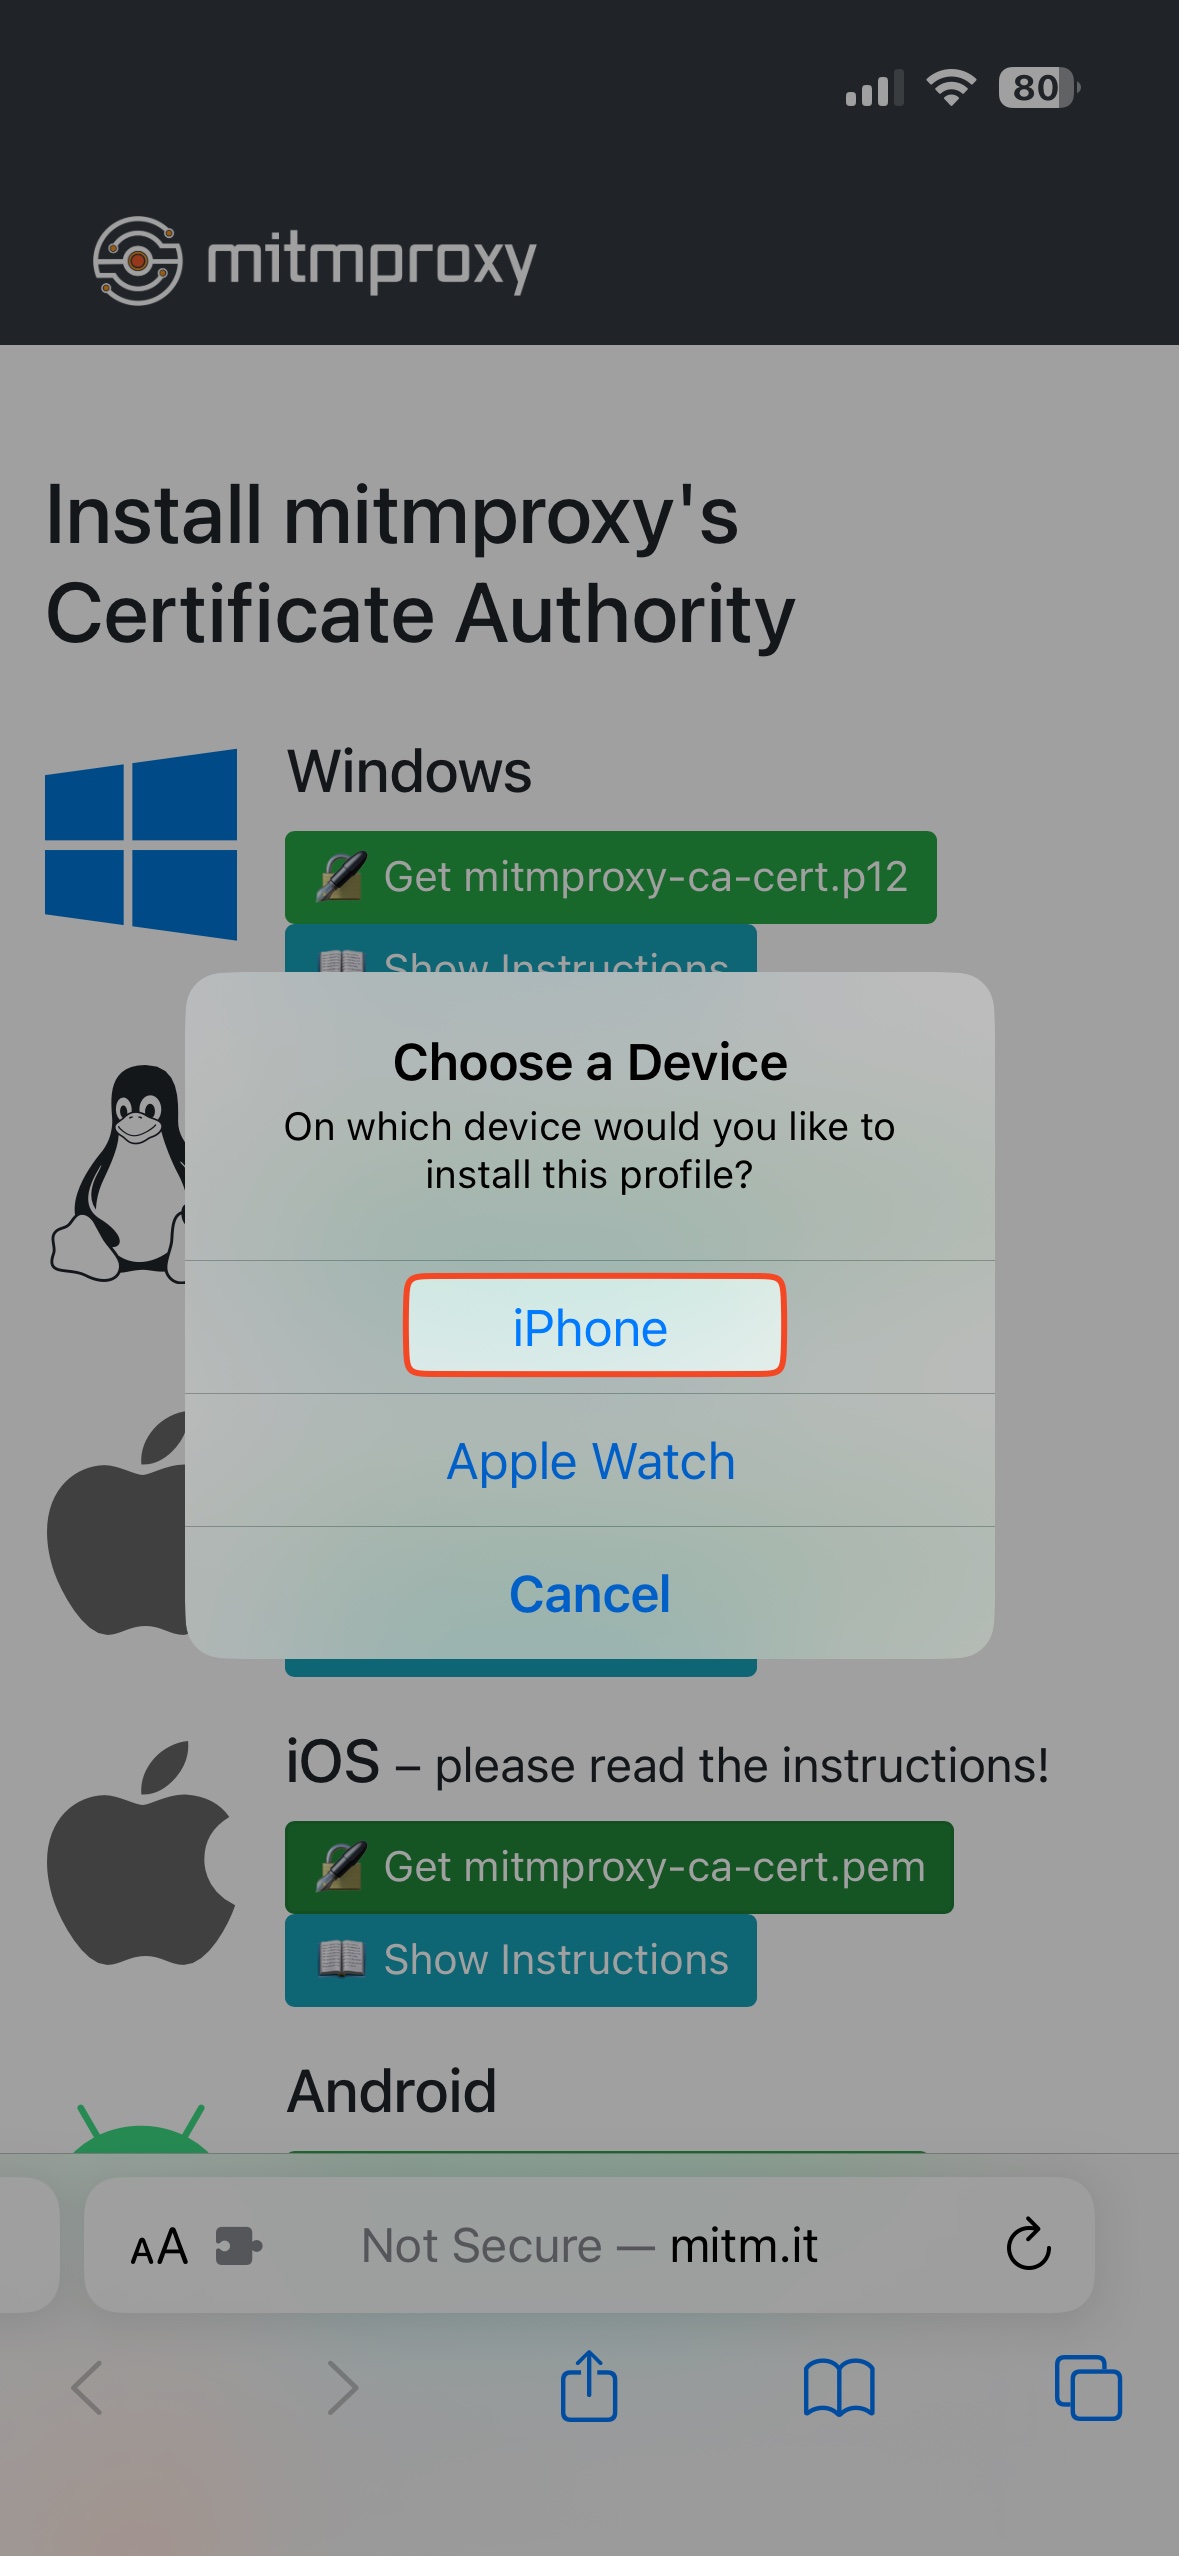 80
mitmproxy
Install mitmproxy's
Certificate Authority
Windows
Get mitmproxy-ca-cert.p12
Show Instructions
Choose a Device
On which device would you like to
install this profile?
iPhone
Apple Watch
Cancel
iOS – please read the instructions!
Get mitmproxy-ca-cert.pem
Show Instructions
Android
AA Not Secure — mitm.it